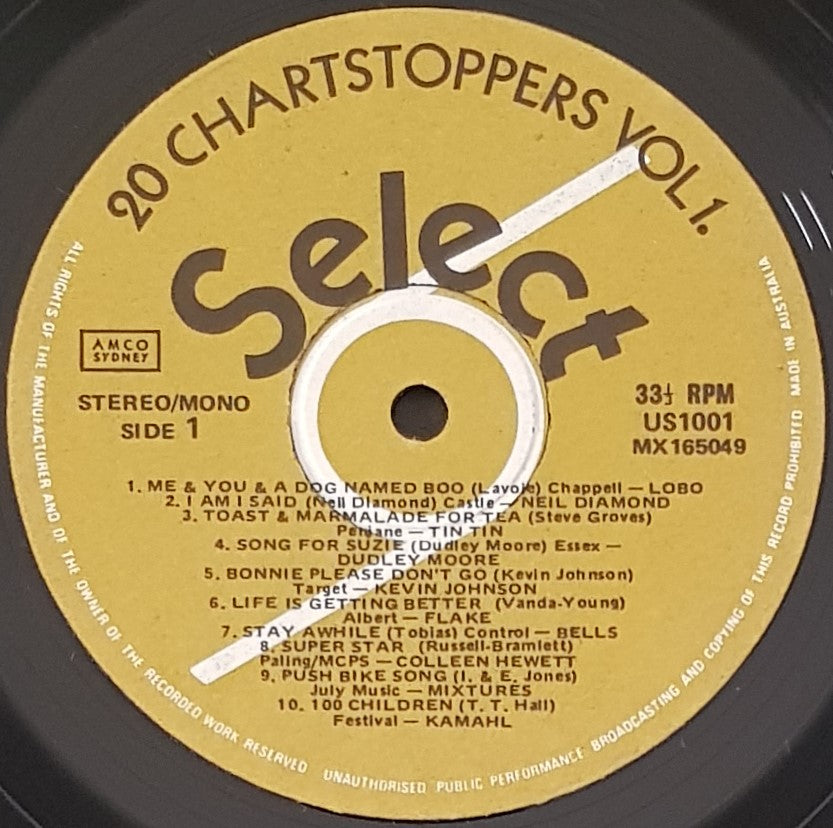 20 CHARTSTOPPERS VOL 1.
Select
AMCO
SYDNEY
STEREO/MONO
SIDE 1
33⅓ RPM
US1001
MX165049
1. ME & YOU & A DOG NAMED BOO (Lavoie) Chappell — LOBO
2. I AM I SAID (Neil Diamond) Castle — NEIL DIAMOND
3. TOAST & MARMALADE FOR TEA (Steve Groves)
Penjane — TIN TIN
4. SONG FOR SUZIE (Dudley Moore) Essex —
DUDLEY MOORE
5. BONNIE PLEASE DON'T GO (Kevin Johnson)
Target — KEVIN JOHNSON
6. LIFE IS GETTING BETTER (Vanda-Young)
Albert — FLAKE
7. STAY AWHILE (Tobias) Control — BELLS
8. SUPER STAR (Russell-Bramlett)
Paling/MCPS — COLLEEN HEWETT
9. PUSH BIKE SONG (I. & E. Jones)
July Music — MIXTURES
10. 100 CHILDREN (T. T. Hall)
Festival — KAMAHL
ALL RIGHTS OF THE MANUFACTURER AND OF THE OWNER OF THE RECORDED WORK RESERVED UNAUTHORISED PUBLIC PERFORMANCE BROADCASTING AND COPYING OF THIS RECORD PROHIBITED MADE IN AUSTRALIA